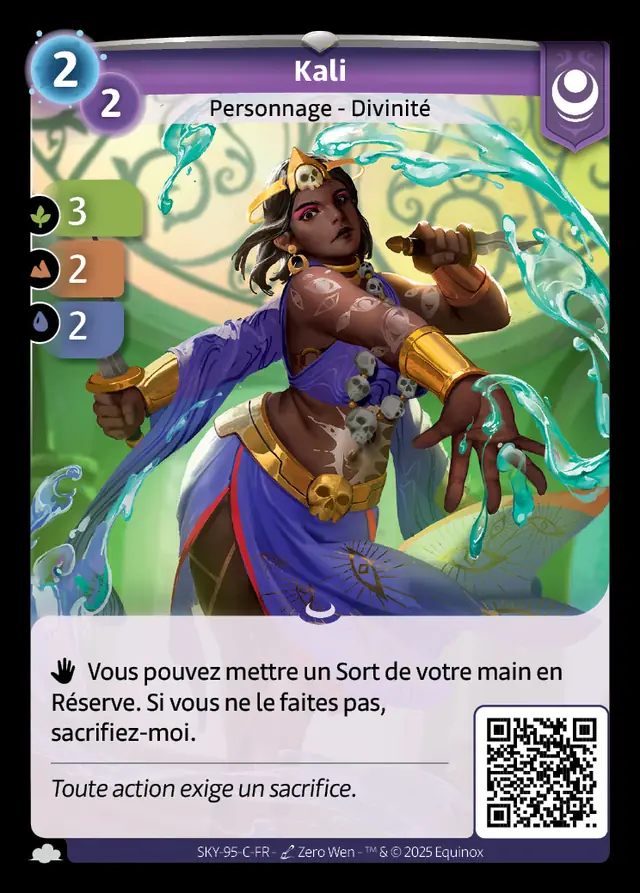 2
Kali
2
Personnage - Divinité
3
2
2
Vous pouvez mettre un Sort de votre main en
Réserve. Si vous ne le faites pas,
sacrifiez-moi.
Toute action exige un sacrifice.
SKY-95-C-FR - Zero Wen - ™ & © 2025 Equinox